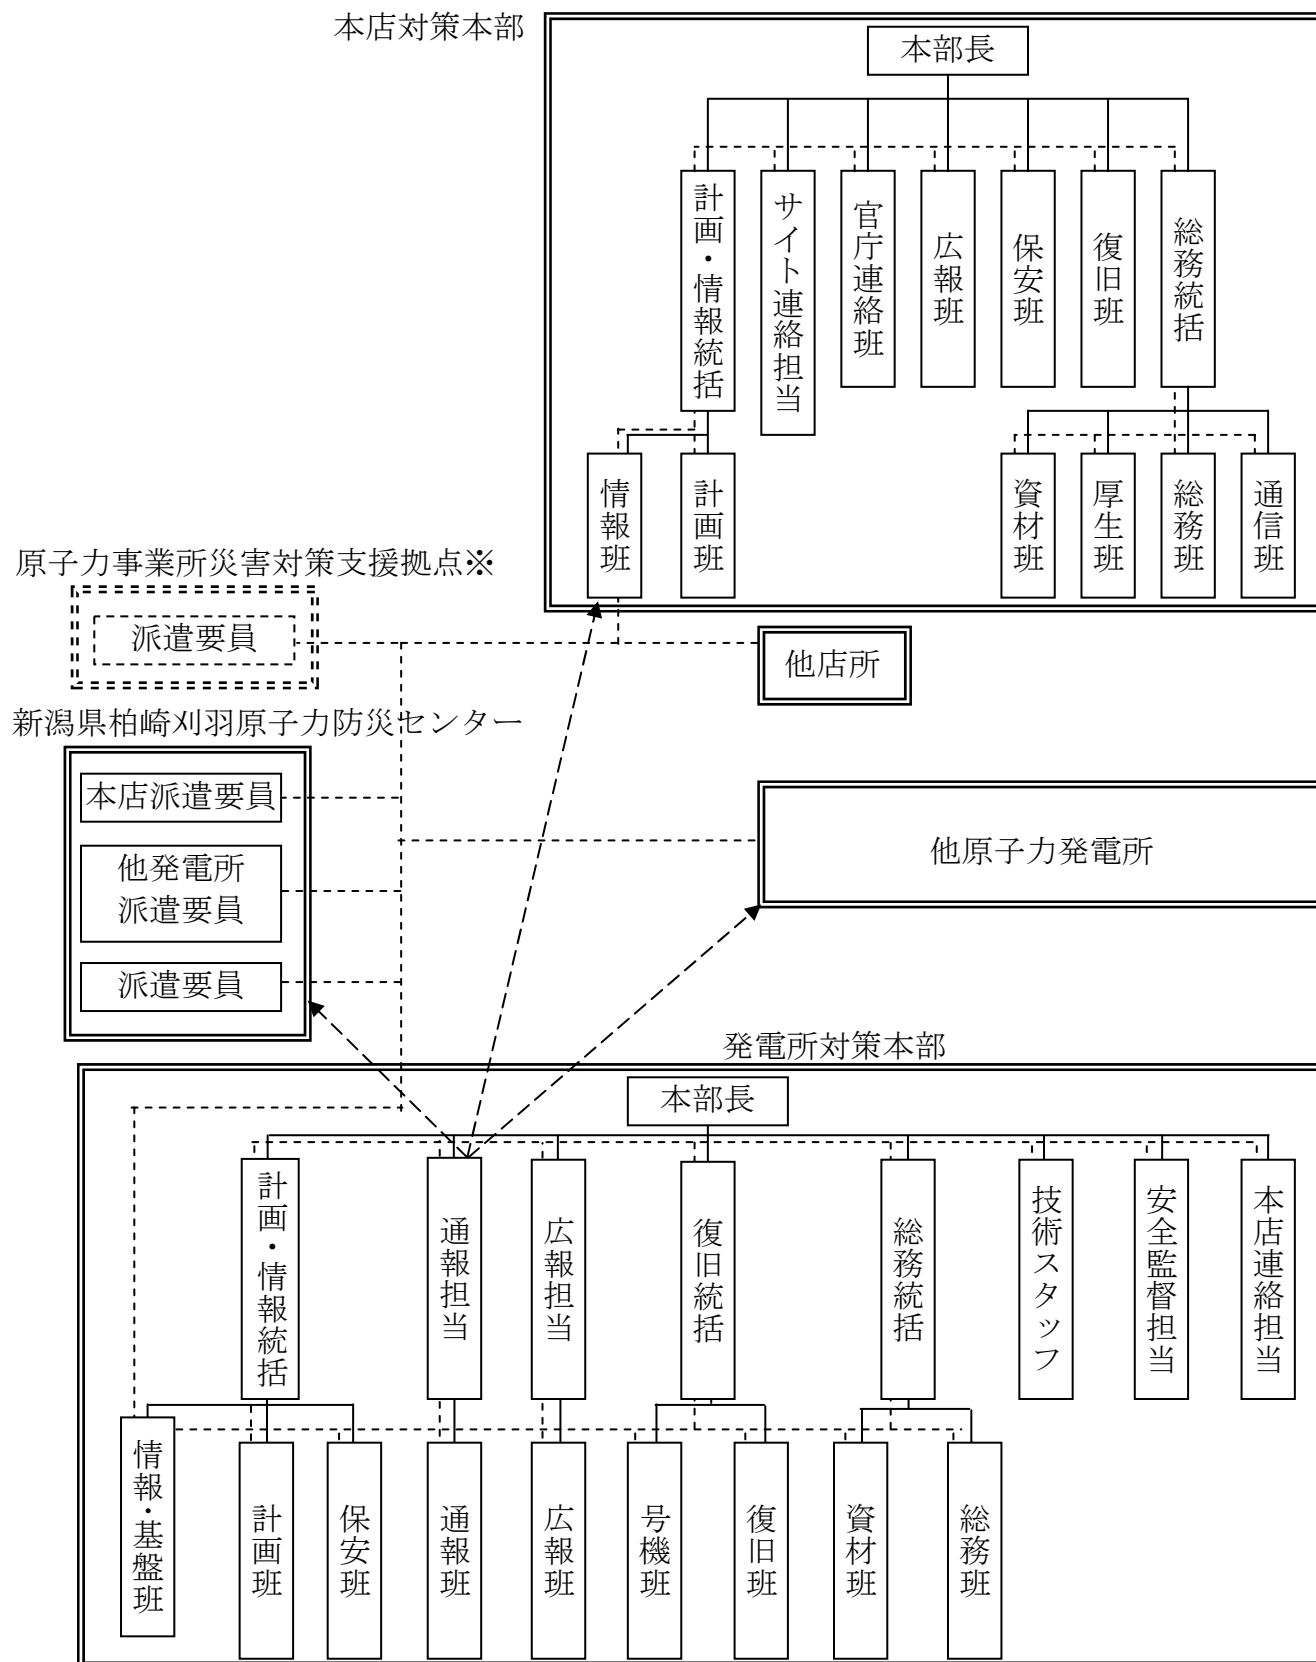 本店対策本部
本部長
計画・情報統括
サイト連絡担当
官庁連絡班
広報班
保安班
復旧班
総務統括
情報班
計画班
資材班
厚生班
総務班
通信班
原子力事業所災害対策支援拠点※
派遣要員
他店所
新潟県柏崎刈羽原子力防災センター
本店派遣要員
他発電所
派遣要員
派遣要員
他原子力発電所
発電所対策本部
本部長
計画・情報統括
通報担当
広報担当
復旧統括
総務統括
技術スタッフ
安全監督担当
本店連絡担当
情報・基盤班
計画班
保安班
通報班
広報班
号機班
復旧班
資材班
総務班